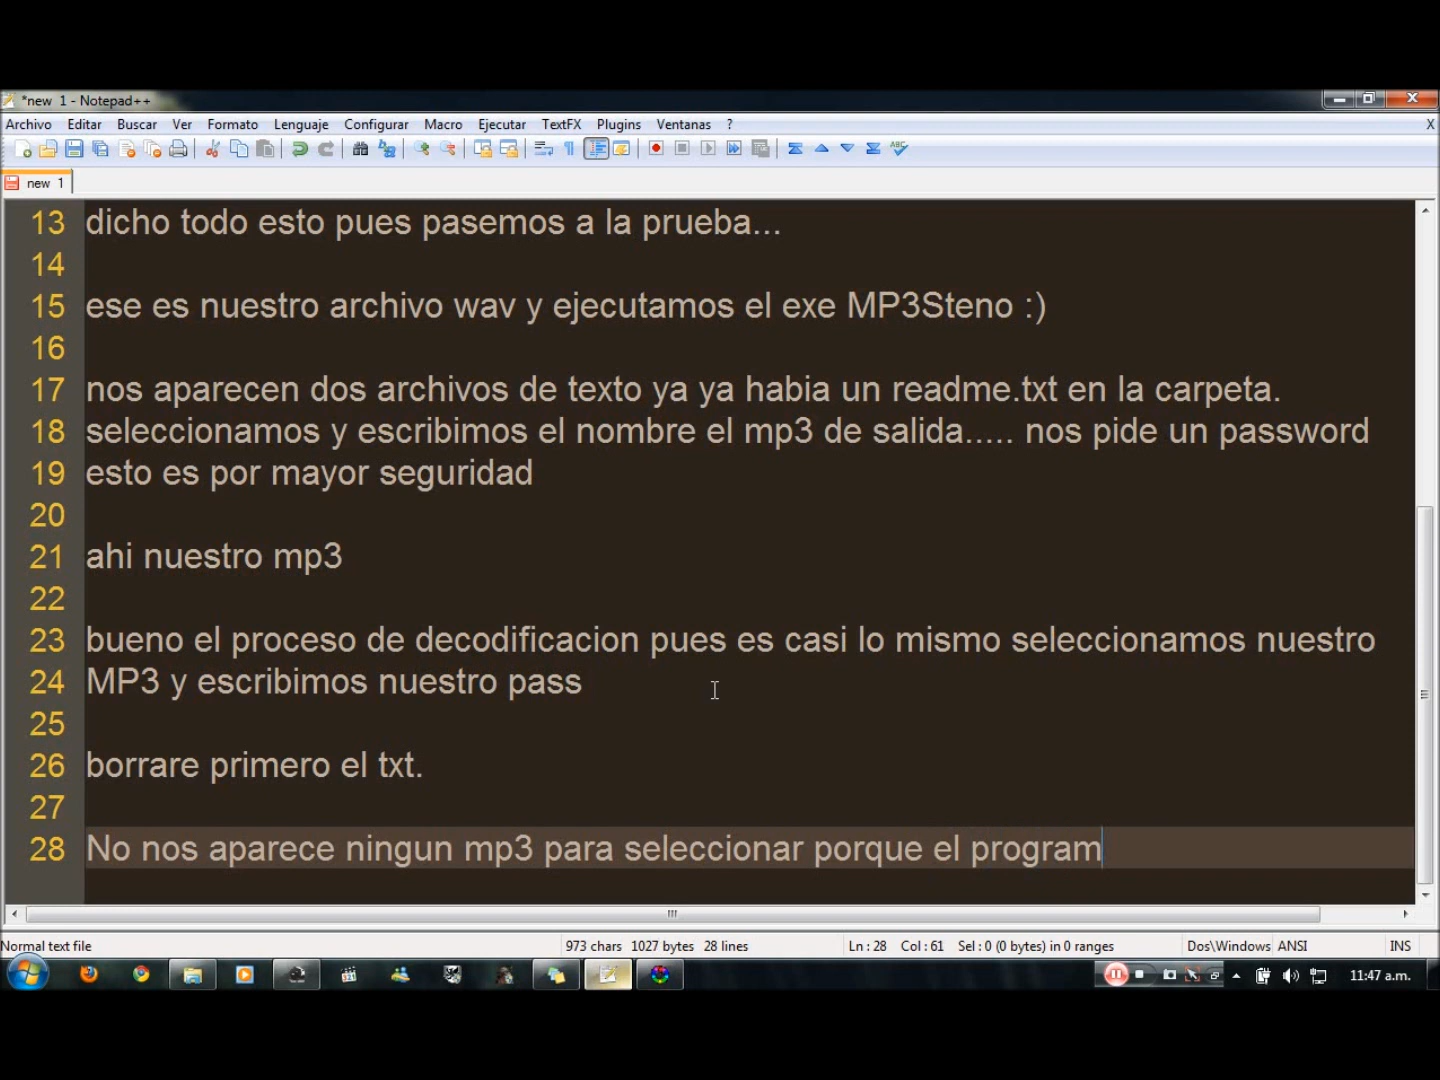 *new  1 - Notepad++
Archivo Editar Buscar Ver Formato Lenguaje Configurar Macro Ejecutar TextFX Plugins Ventanas ? X
new  1
13 dicho todo esto pues pasemos a la prueba...
14
15 ese es nuestro archivo wav y ejecutamos el exe MP3Steno :)
16
17 nos aparecen dos archivos de texto ya ya habia un readme.txt en la carpeta.
18 seleccionamos y escribimos el nombre el mp3 de salida..... nos pide un password
19 esto es por mayor seguridad
20
21 ahi nuestro mp3
22
23 bueno el proceso de decodificacion pues es casi lo mismo seleccionamos nuestro
24 MP3 y escribimos nuestro pass
25
26 borrare primero el txt.
27
28 No nos aparece ningun mp3 para seleccionar porque el program
Normal text file 973 chars 1027 bytes 28 lines Ln : 28 Col : 61 Sel : 0 (0 bytes) in 0 ranges Dos\Windows ANSI INS
11:47 a.m.